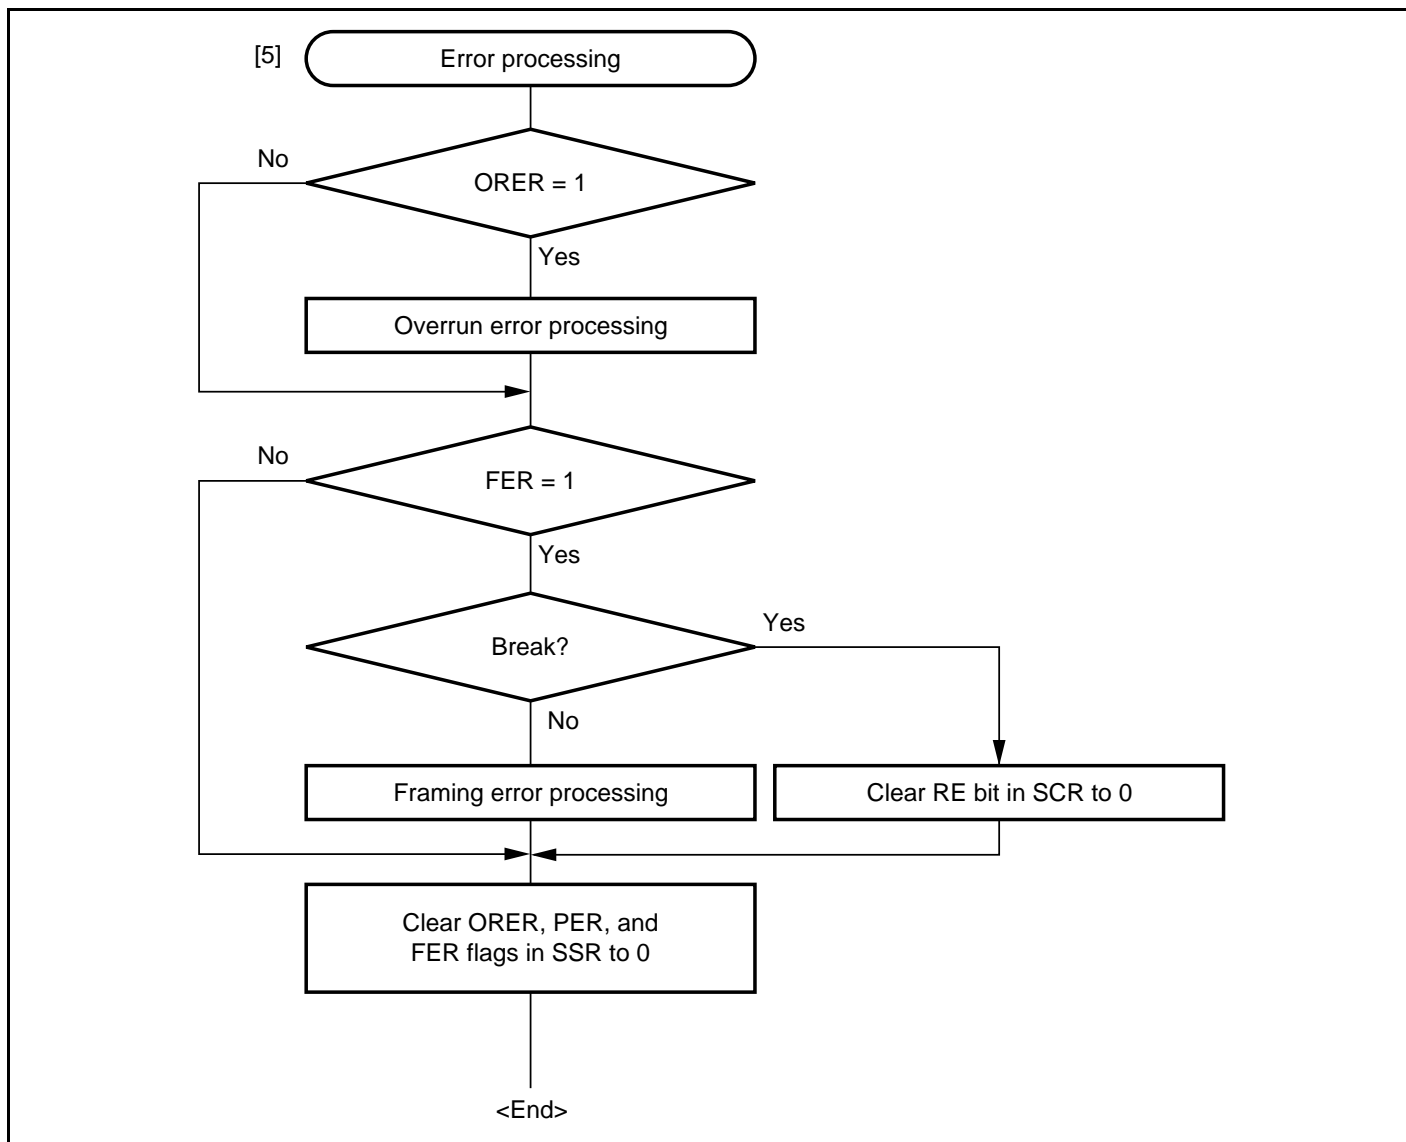 [5]
Error processing
No
ORER = 1
Yes
Overrun error processing
No
FER = 1
Yes
Break?
Yes
No
Framing error processing
Clear RE bit in SCR to 0
Clear ORER, PER, and
FER flags in SSR to 0
<End>